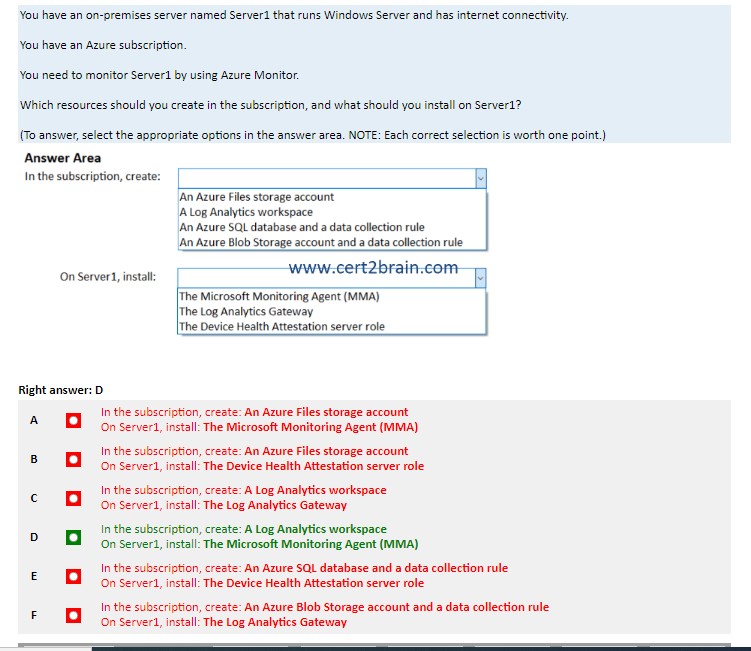 You have an on-premises server named Server1 that runs Windows Server and has internet connectivity.
You have an Azure subscription.
You need to monitor Server1 by using Azure Monitor.
Which resources should you create in the subscription, and what should you install on Server1?
(To answer, select the appropriate options in the answer area. NOTE: Each correct selection is worth one point.)
Answer Area
In the subscription, create:
An Azure Files storage account
A Log Analytics workspace
An Azure SQL database and a data collection rule
An Azure Blob Storage account and a data collection rule
www.cert2brain.com
On Server1, install:
The Microsoft Monitoring Agent (MMA)
The Log Analytics Gateway
The Device Health Attestation server role
Right answer: D
A
In the subscription, create: An Azure Files storage account
On Server1, install: The Microsoft Monitoring Agent (MMA)
B
In the subscription, create: An Azure Files storage account
On Server1, install: The Device Health Attestation server role
C
In the subscription, create: A Log Analytics workspace
On Server1, install: The Log Analytics Gateway
D
In the subscription, create: A Log Analytics workspace
On Server1, install: The Microsoft Monitoring Agent (MMA)
E
In the subscription, create: An Azure SQL database and a data collection rule
On Server1, install: The Device Health Attestation server role
F
In the subscription, create: An Azure Blob Storage account and a data collection rule
On Server1, install: The Log Analytics Gateway